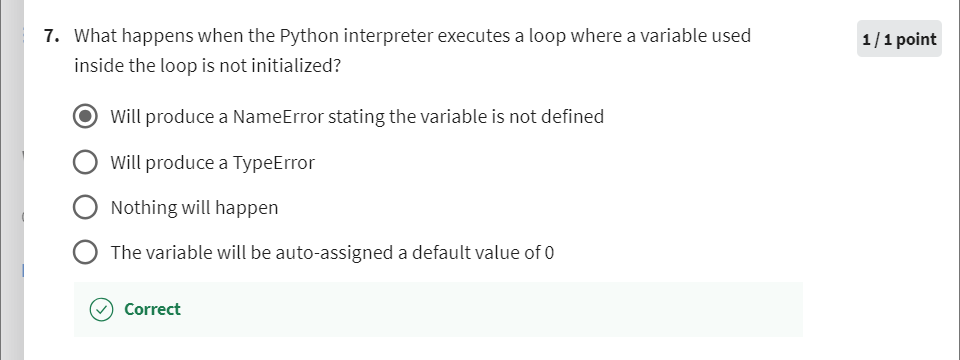 7. What happens when the Python interpreter executes a loop where a variable used
inside the loop is not initialized?
1 / 1 point
Will produce a NameError stating the variable is not defined
Will produce a TypeError
Nothing will happen
The variable will be auto-assigned a default value of 0
Correct